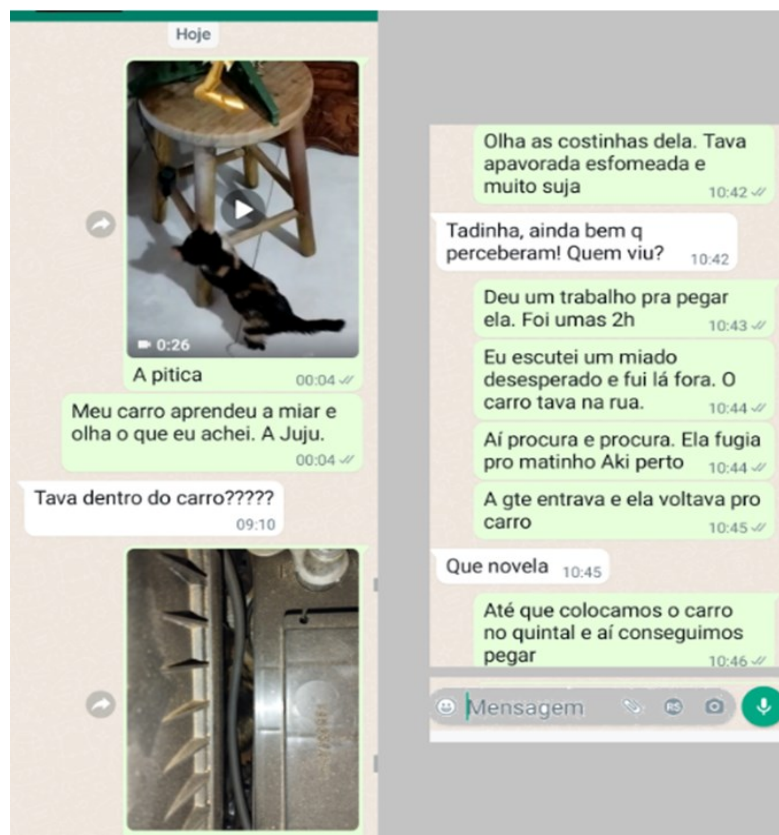 Hoje
0:26
A pitica
00:04
Meu carro aprendeu a miar e
olha o que eu achei. A Juju.
00:04
Tava dentro do carro?????
09:10
Olha as costinhas dela. Tava
apavorada esfomeada e
muito suja
10:42
Tadinha, ainda bem q
perceberam! Quem viu?
10:42
Deu um trabalho pra pegar
ela. Foi umas 2h
10:43
Eu escutei um miado
desesperado e fui lá fora. O
carro tava na rua.
10:44
Aí procura e procura. Ela fugia
pro matinho Aki perto
10:44
A gte entrava e ela voltava pro
carro
10:45
Que novela
10:45
Até que colocamos o carro
no quintal e aí conseguimos
pegar
10:46
Mensagem